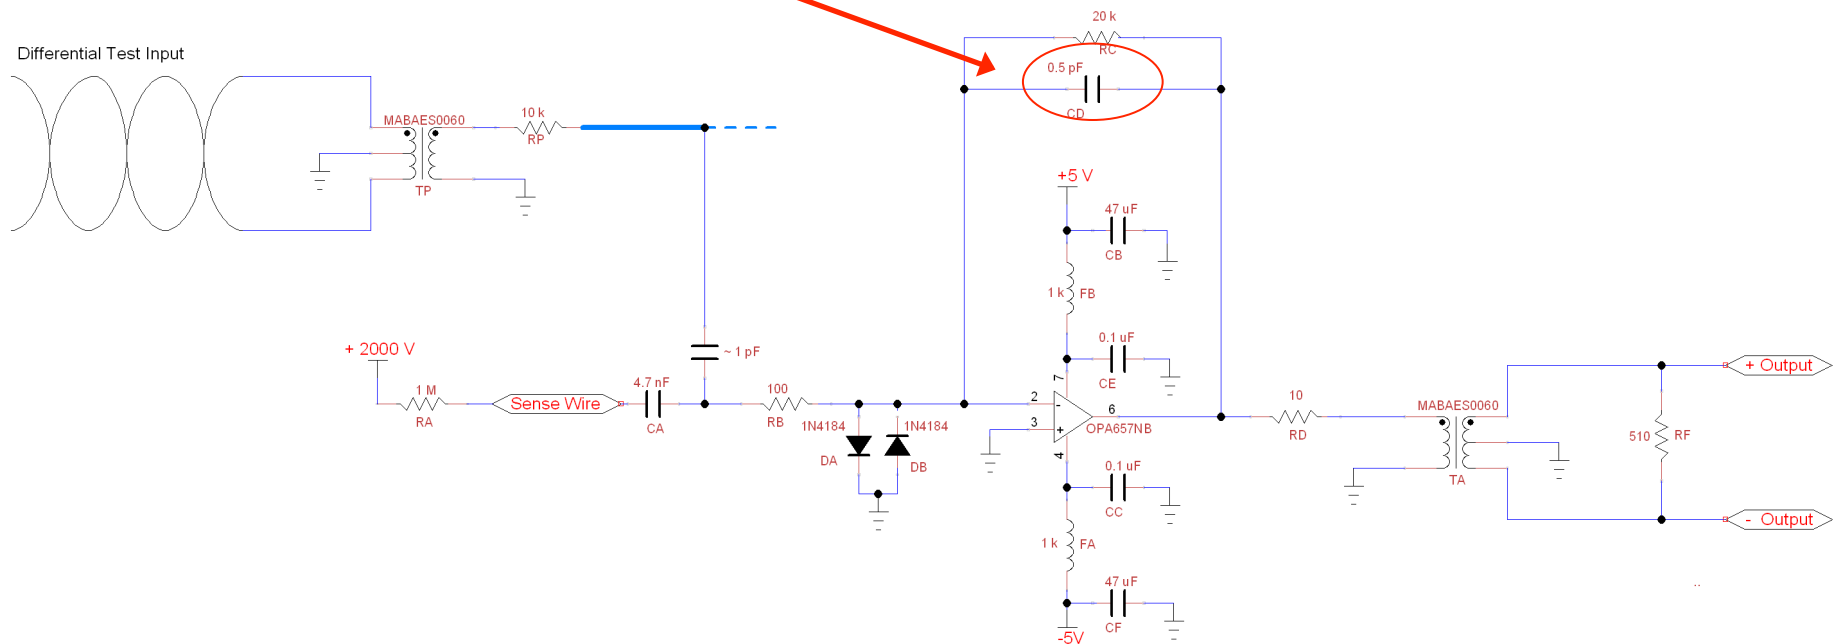 Differential Test Input
MABAES0060
TP
10 k
RP
20 k
RC
0.5 pF
CD
+5 V
47 uF
CB
1 k
FB
0.1 uF
CE
~ 1 pF
+ 2000 V
1 M
RA
Sense Wire
4.7 nF
CA
100
RB
1N4184
DA
1N4184
DB
2
-
3
+
7
6
4
OPA657NB
0.1 uF
CC
1 k
FA
47 uF
CF
-5V
10
RD
MABAES0060
TA
510
RF
+ Output
- Output
..